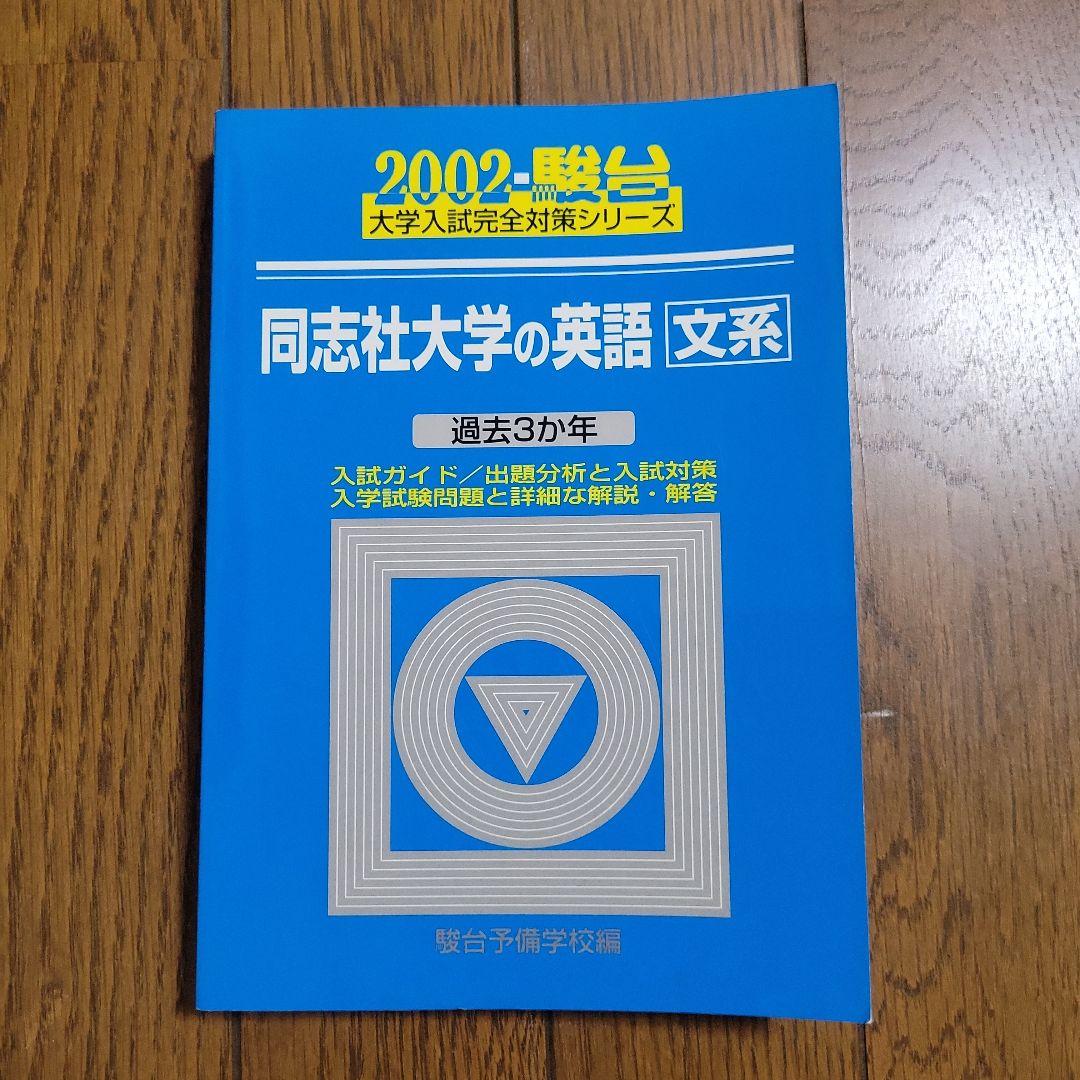 2002-駿台
大学入試完全対策シリーズ
同志社大学の英語 文系
過去3か年
入試ガイド／出題分析と入試対策
入学試験問題と詳細な解説・解答
駿台予備学校編